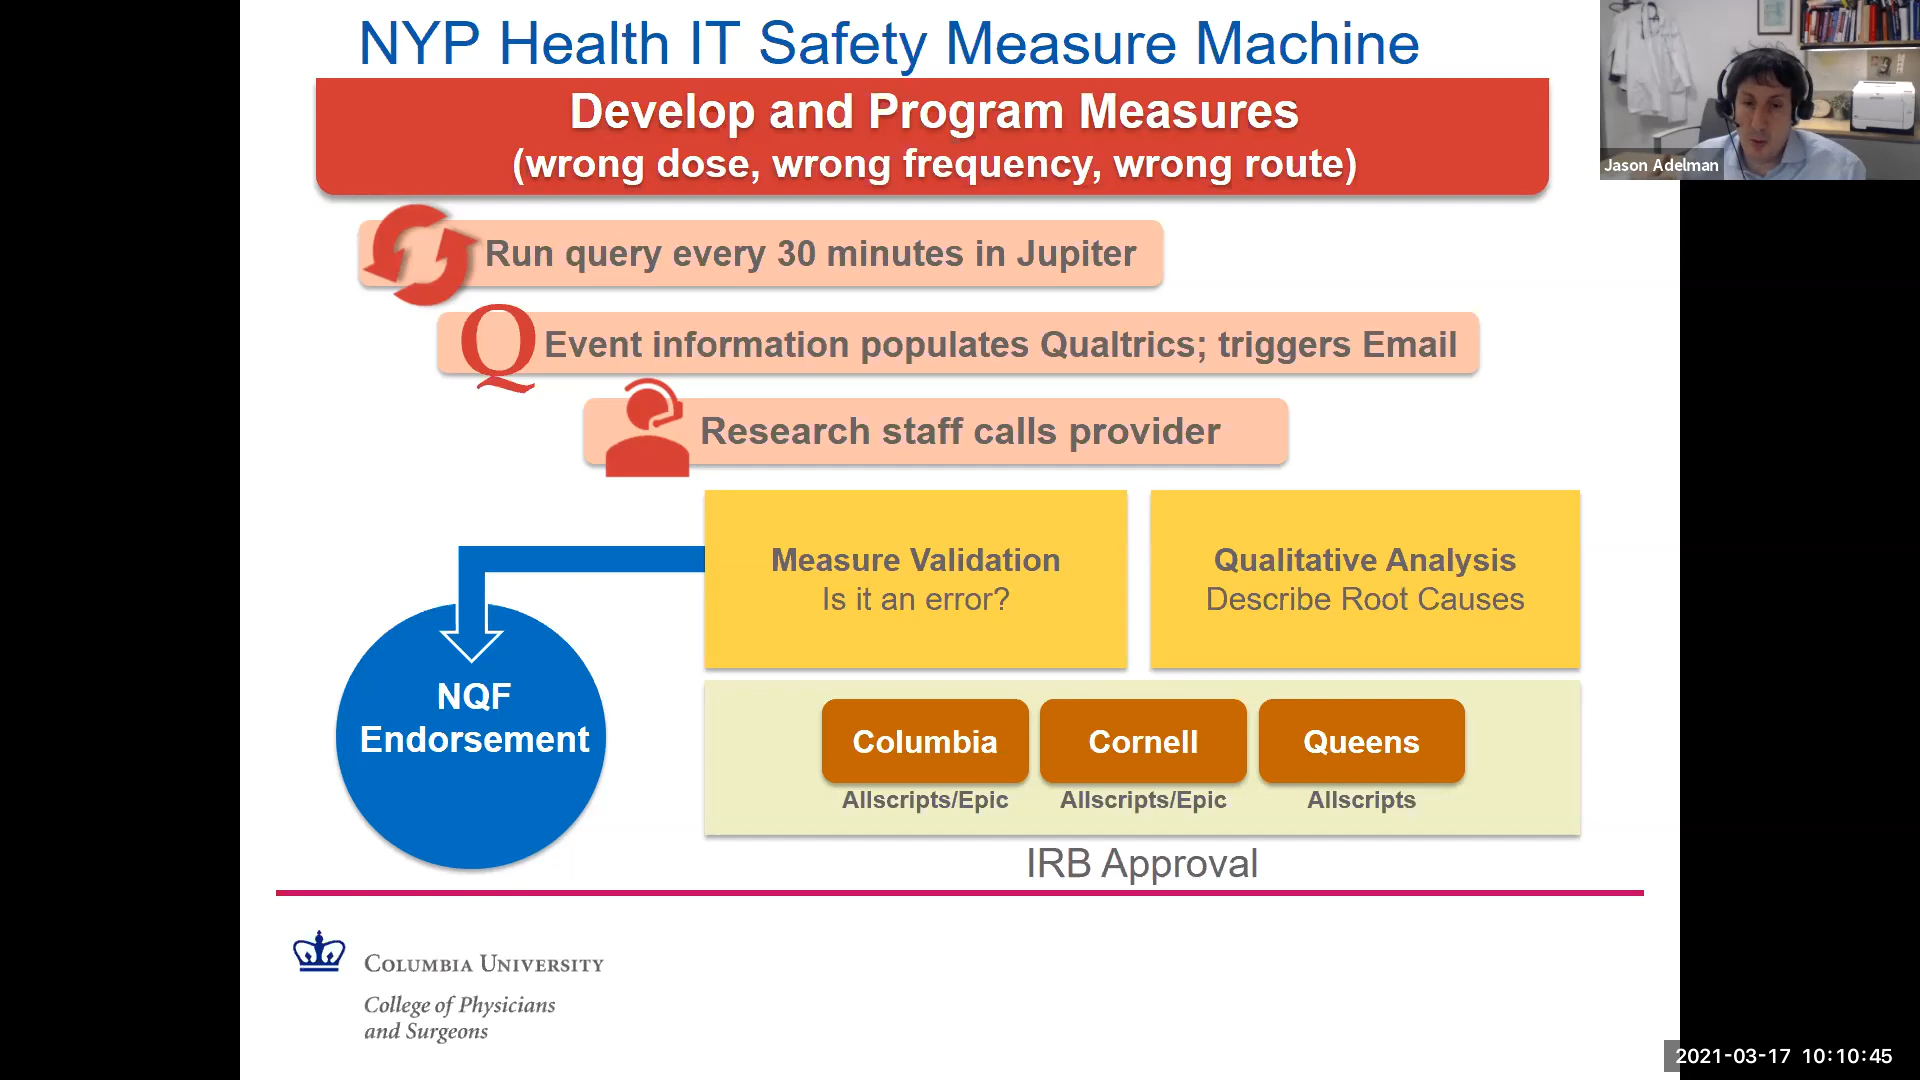 NYP Health IT Safety Measure Machine
Develop and Program Measures
(wrong dose, wrong frequency, wrong route)
Run query every 30 minutes in Jupiter
Q Event information populates Qualtrics; triggers Email
Research staff calls provider
Measure Validation
Is it an error?
Qualitative Analysis
Describe Root Causes
NQF
Endorsement
Columbia
Allscripts/Epic
Cornell
Allscripts/Epic
Queens
Allscripts
IRB Approval
COLUMBIA UNIVERSITY
College of Physicians
and Surgeons
Jason Adelman
2021-03-17 10:10:45